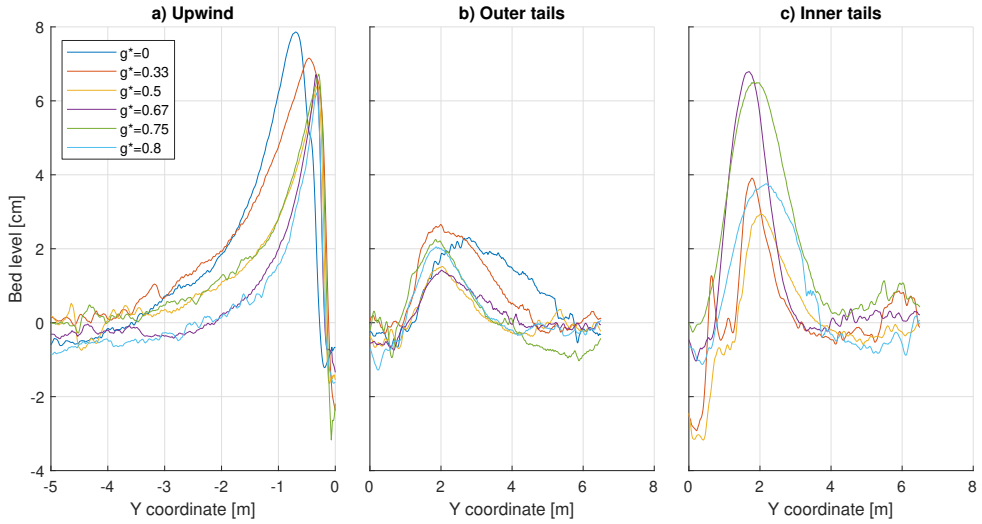 a) Upwind
b) Outer tails
c) Inner tails
Bed level [cm]
8
6
4
2
0
-2
-4
g*=0
g*=0.33
g*=0.5
g*=0.67
g*=0.75
g*=0.8
-5 -4 -3 -2 -1 0
0 2 4 6 8
0 2 4 6 8
Y coordinate [m]
Y coordinate [m]
Y coordinate [m]